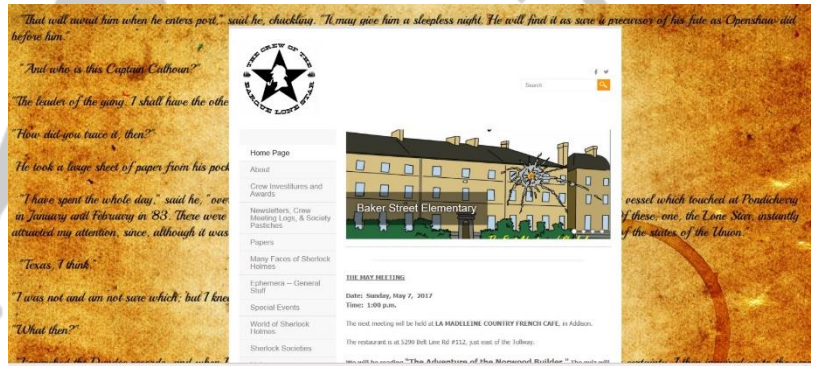 "That will await him when he enters port," said he, chuckling. "It may give him a sleepless night. He will find it as sure a precursor of his fate as Openshaw did
before him."
"And who is this Captain Calhoun?"
"The leader of the gang. I shall have the othe
"How did you trace it, then?"
He took a large sheet of paper from his pock
"I have spent the whole day," said he, "over
vessel which touched at Pondicherry
in January and February in '83. There were
of these, one, the Lone Star, instantly
attracted my attention, since, although it was
of the states of the Union."
"Texas, I think."
"I was not and am not sure which; but I knew
"What then?"
THE CREW OF THE
BARQUE LONE STAR
Search
Home Page
About
Crew Investitures and
Awards
Newsletters, Crew
Meeting Logs, & Society
Pastiches
Papers
Many Faces of Sherlock
Holmes
Ephemera -- General
Stuff
Special Events
World of Sherlock
Holmes
Sherlock Societies
Baker Street Elementary
THE MAY MEETING
Date: Sunday, May 7, 2017
Time: 1:00 p.m.
The next meeting will be held at LA MADELEINE COUNTRY FRENCH CAFE, in Addison.
The restaurant is at 5290 Belt Line Rd #112, just east of the Tollway.
We will be reading "The Adventure of the Norwood Builder." The quiz will